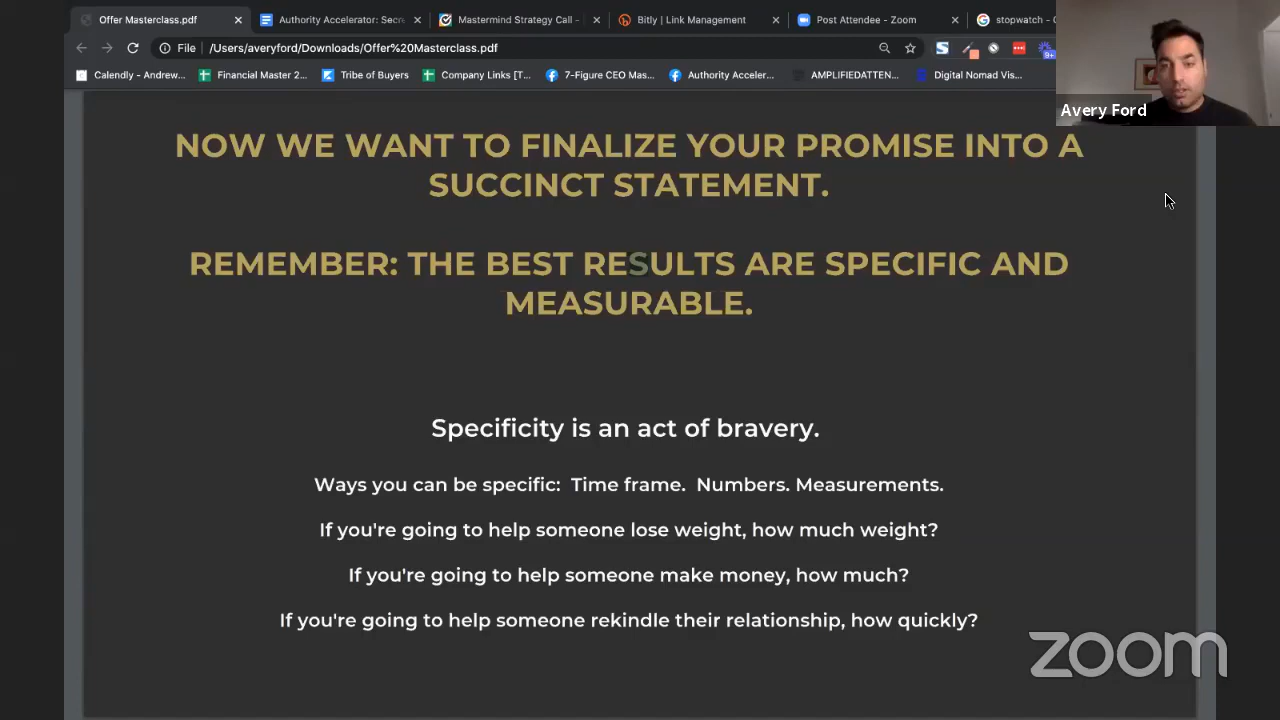 Offer Masterclass.pdf
Authority Accelerator: Secre
Mastermind Strategy Call -
Bitly | Link Management
Post Attendee - Zoom
stopwatch -
File
/Users/averyford/Downloads/Offer%20Masterclass.pdf
9+
Calendly - Andrew...
Financial Master 2...
Tribe of Buyers
Company Links [T...
7-Figure CEO Mas...
Authority Acceler...
AMPLIFIEDATTEN...
Digital Nomad Vis...
Avery Ford
NOW WE WANT TO FINALIZE YOUR PROMISE INTO A
SUCCINCT STATEMENT.
REMEMBER: THE BEST RESULTS ARE SPECIFIC AND
MEASURABLE.
Specificity is an act of bravery.
Ways you can be specific: Time frame. Numbers. Measurements.
If you're going to help someone lose weight, how much weight?
If you're going to help someone make money, how much?
If you're going to help someone rekindle their relationship, how quickly?
zoom